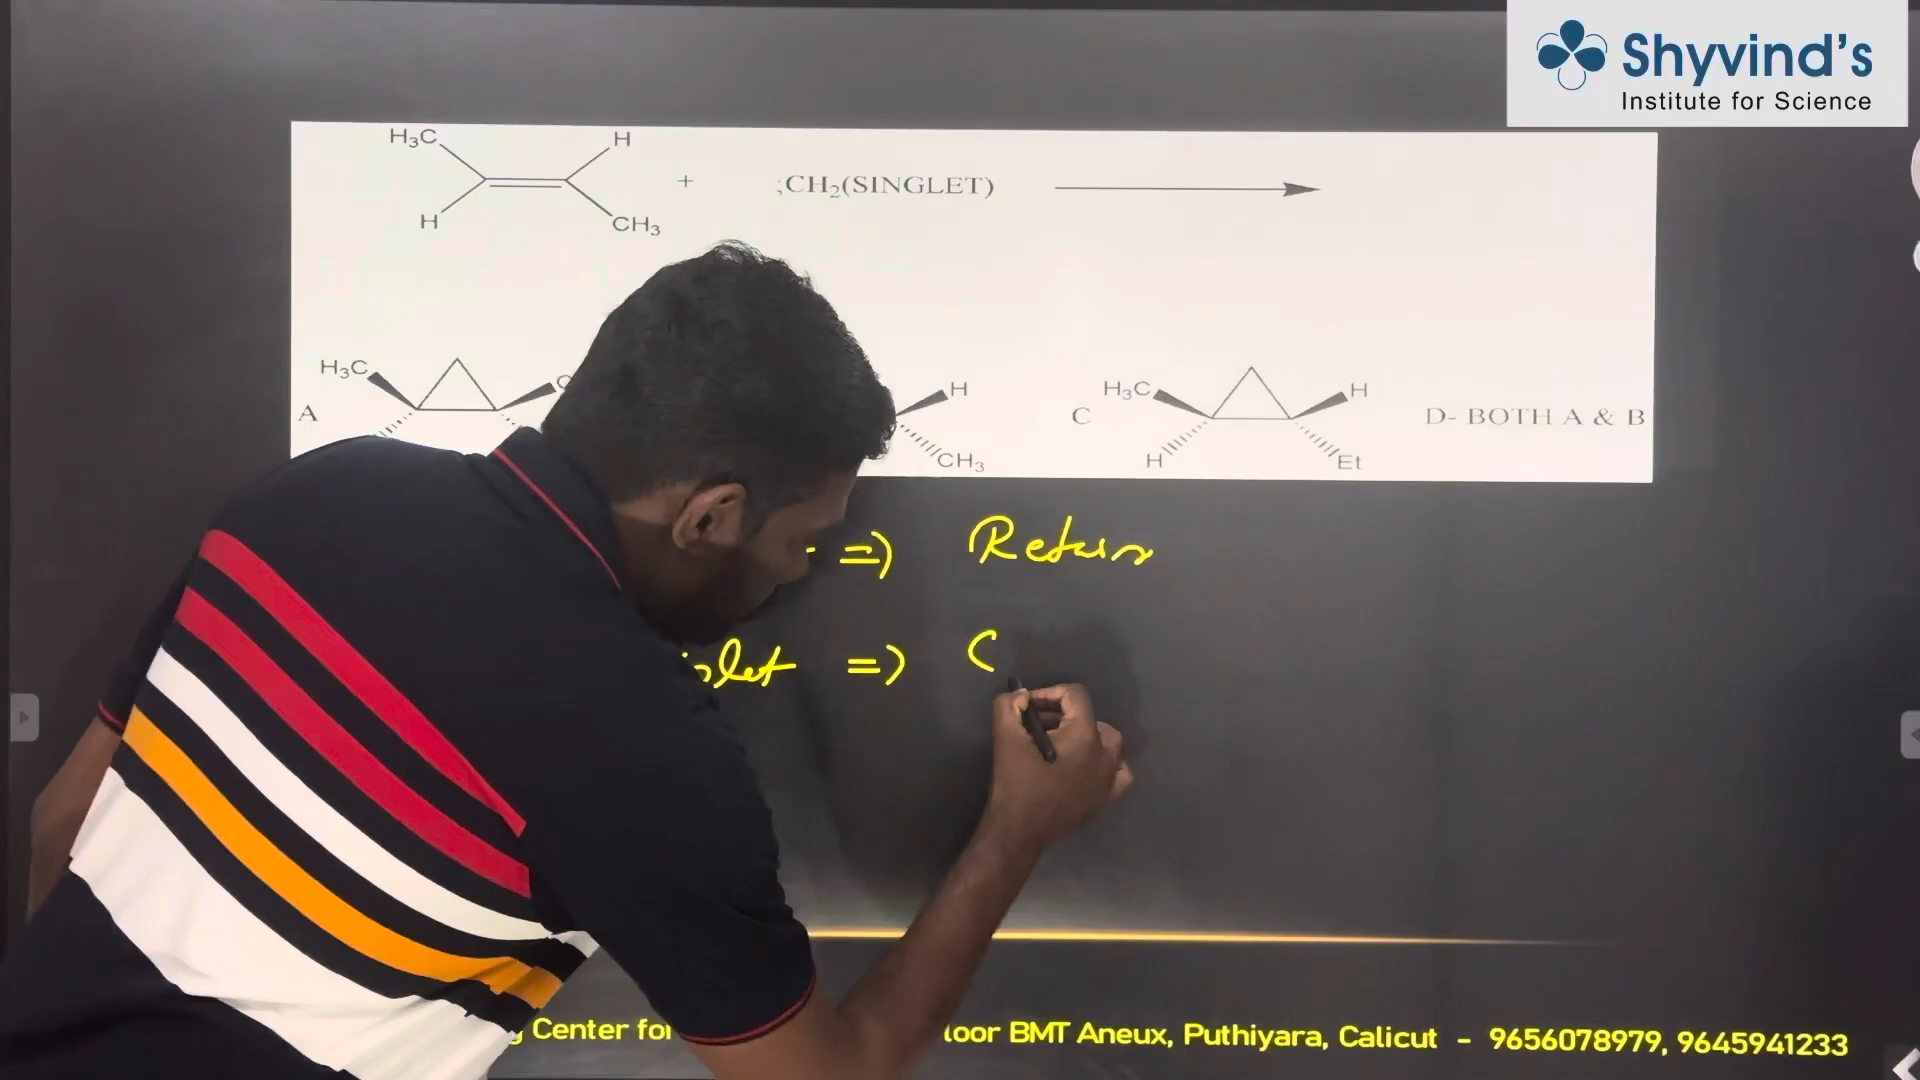 Shyvind's
Institute for Science
H₃C H
+ ;CH₂(SINGLET)
H CH₃
H₃C
H
H₃C H
A C D- BOTH A & B
CH₃
H Et
=) Retain
=) C
Center for
BMT Aneux, Puthiyara, Calicut - 9656078979, 9645941233